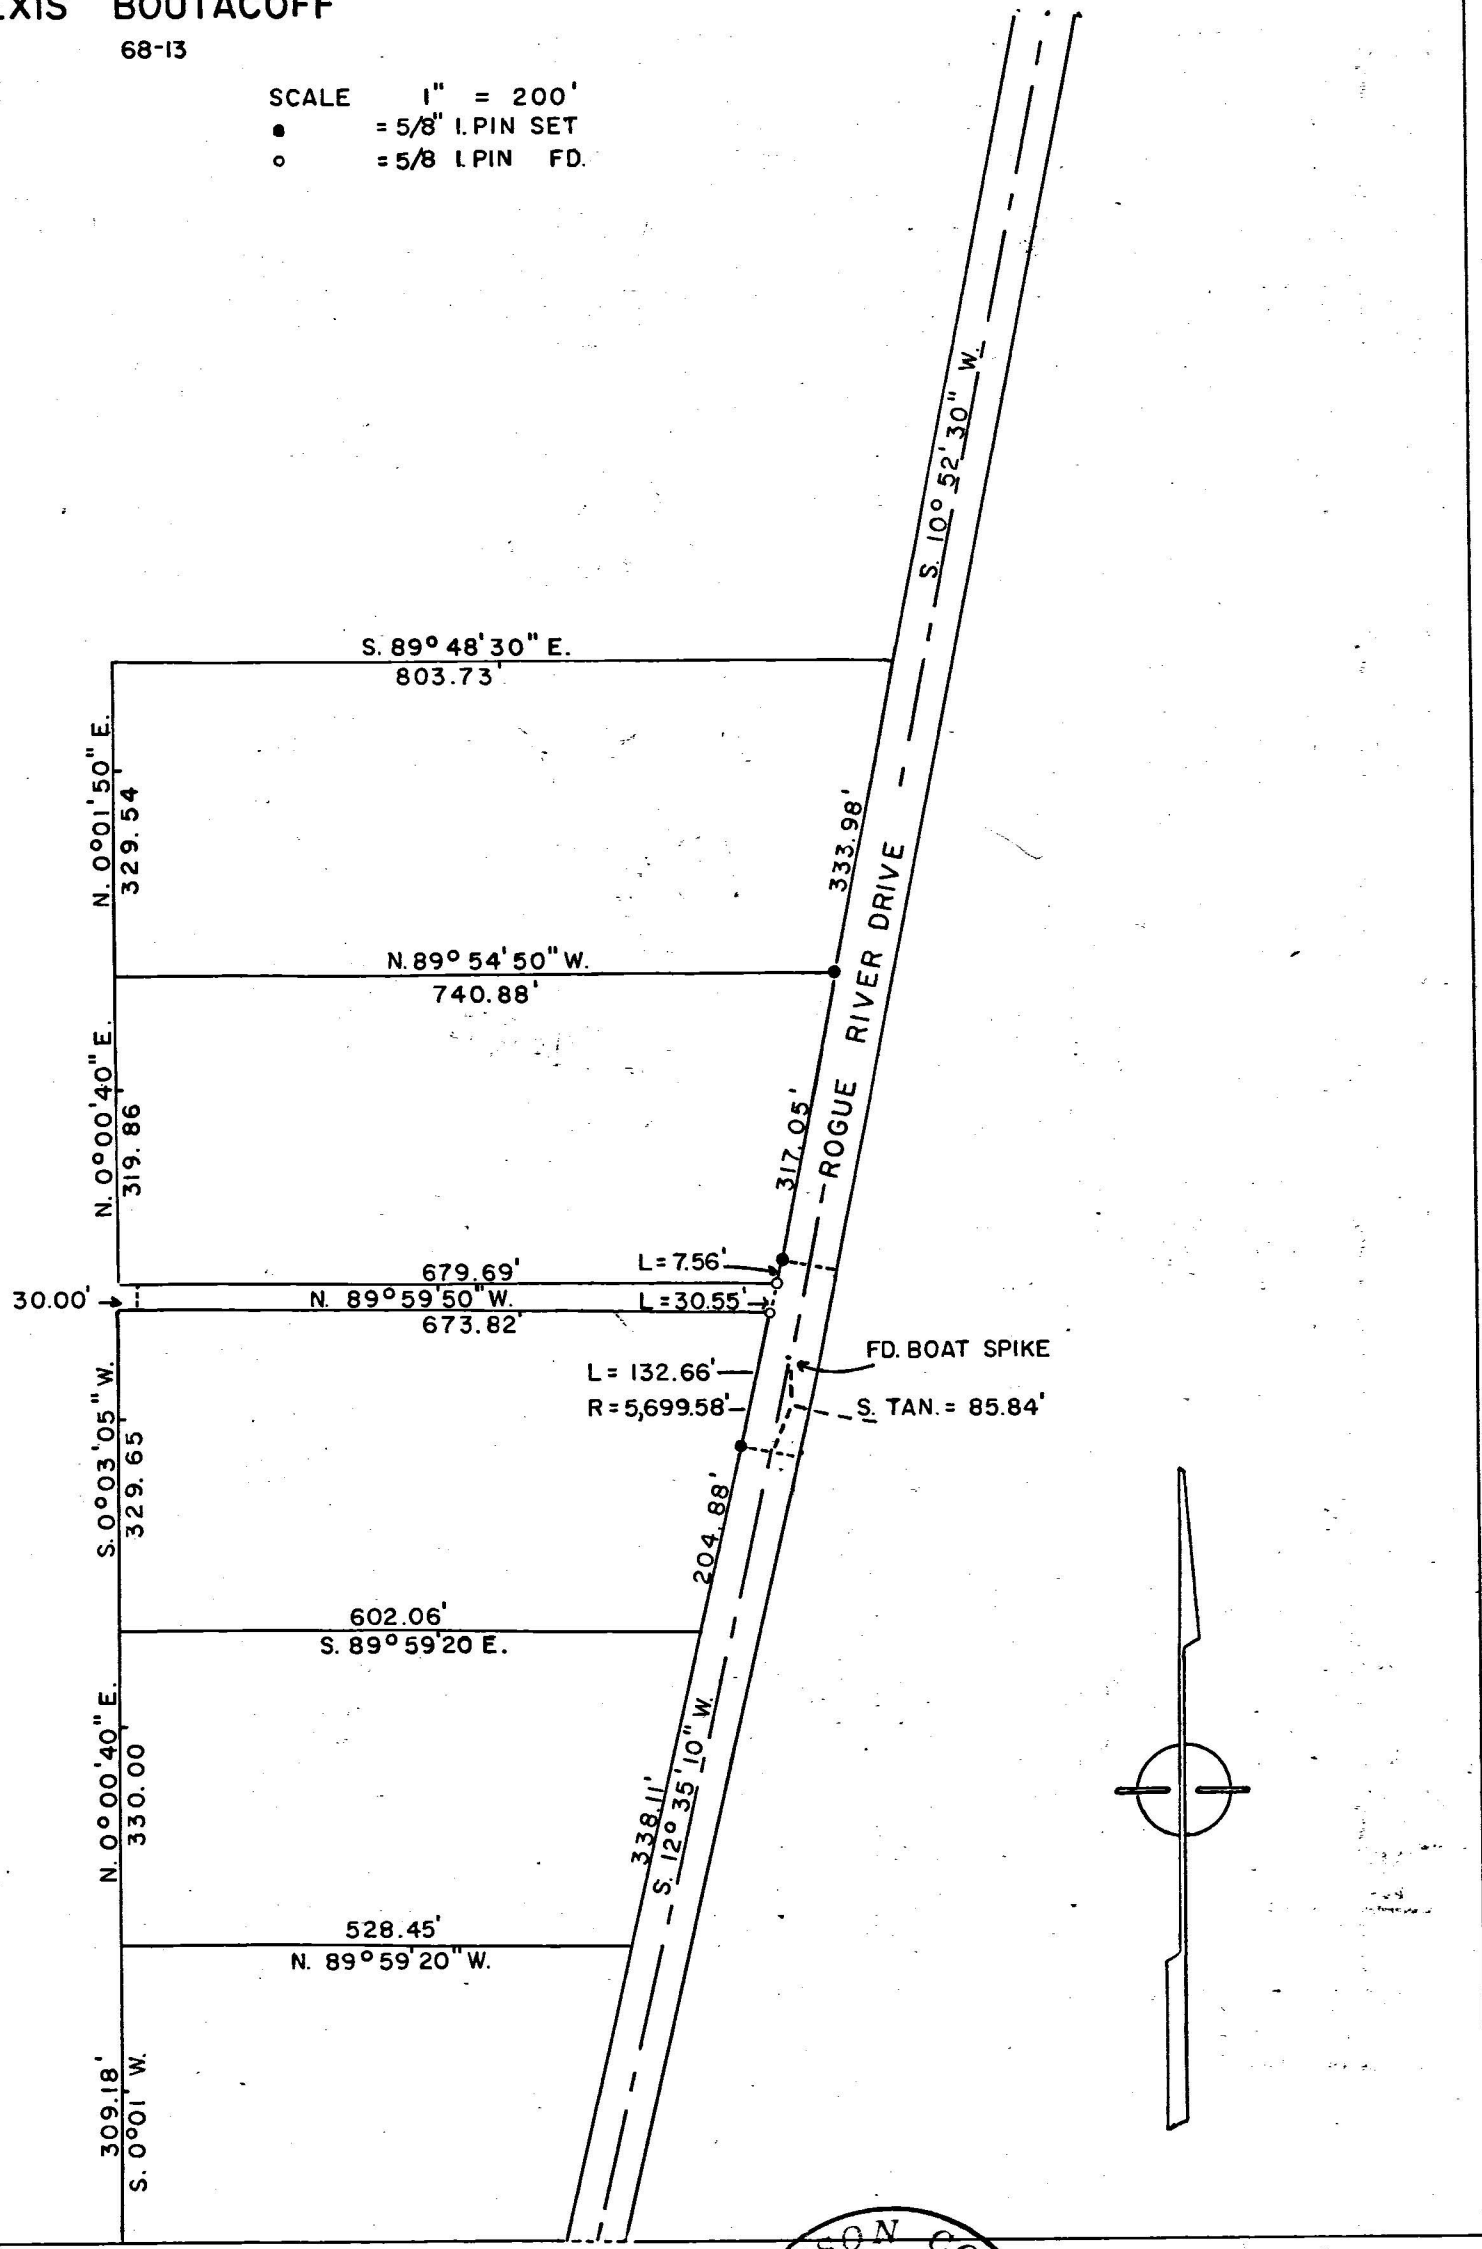 EXIS BOUTACOFF
68-13
SCALE 1" = 200'
● = 5/8" I.PIN SET
○ = 5/8 I.PIN FD.
S. 10° 52' 30" W.
S. 89° 48' 30" E.
803.73'
N. 0° 01' 50" E.
329.54
333.98'
N. 89° 54' 50" W.
740.88'
ROGUE RIVER DRIVE
N. 0° 00' 40" E.
319.86
317.05'
679.69'
L = 7.56'
30.00'
N. 89° 59' 50" W.
L = 30.55'
673.82'
FD. BOAT SPIKE
L = 132.66'
R = 5,699.58'
S. TAN. = 85.84'
S. 0° 03' 05" W.
329.65
204.88'
602.06'
S. 89° 59' 20 E.
N. 0° 00' 40" E.
330.00'
338.11'
S. 12° 35' 10" W.
528.45'
N. 89° 59' 20" W.
309.18'
S. 0° 01' W.
SON CO